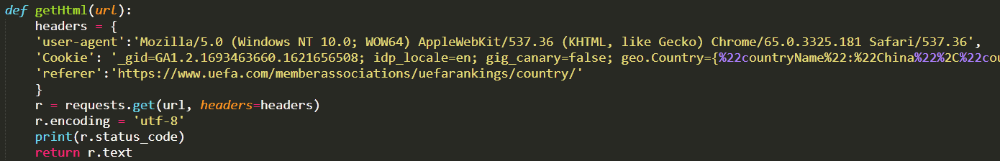 def getHtml(url):
    headers = {
    'user-agent':'Mozilla/5.0 (Windows NT 10.0; WOW64) AppleWebKit/537.36 (KHTML, like Gecko) Chrome/65.0.3325.181 Safari/537.36',
    'Cookie': '_gid=GA1.2.1693463660.1621656508; idp_locale=en; gig_canary=false; geo.Country={%22countryName%22:%22China%22%2C%22cou
    'referer':'https://www.uefa.com/memberassociations/uefarankings/country/'
    }
    r = requests.get(url, headers=headers)
    r.encoding = 'utf-8'
    print(r.status_code)
    return r.text